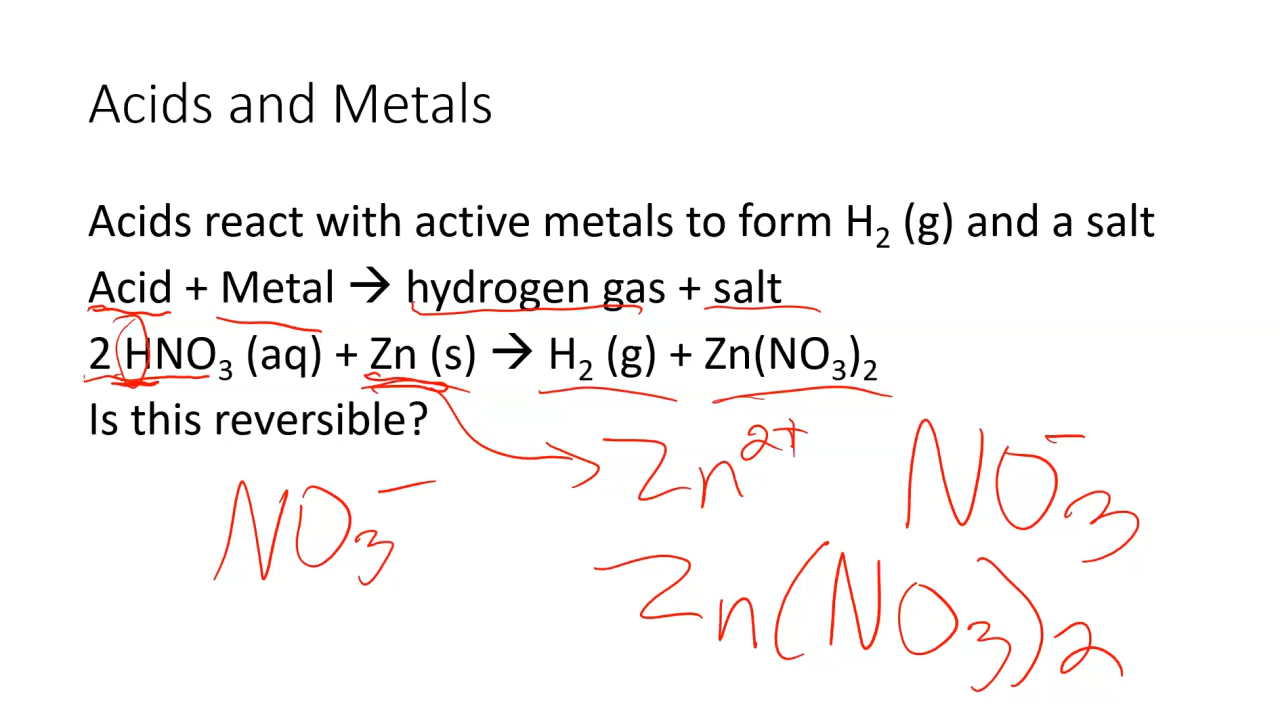 Acids and Metals
Acids react with active metals to form H₂ (g) and a salt
Acid + Metal → hydrogen gas + salt
2 HNO₃ (aq) + Zn (s) → H₂ (g) + Zn(NO₃)₂
Is this reversible?
Zn²⁺ NO₃⁻
NO₃⁻
Zn(NO₃)₂